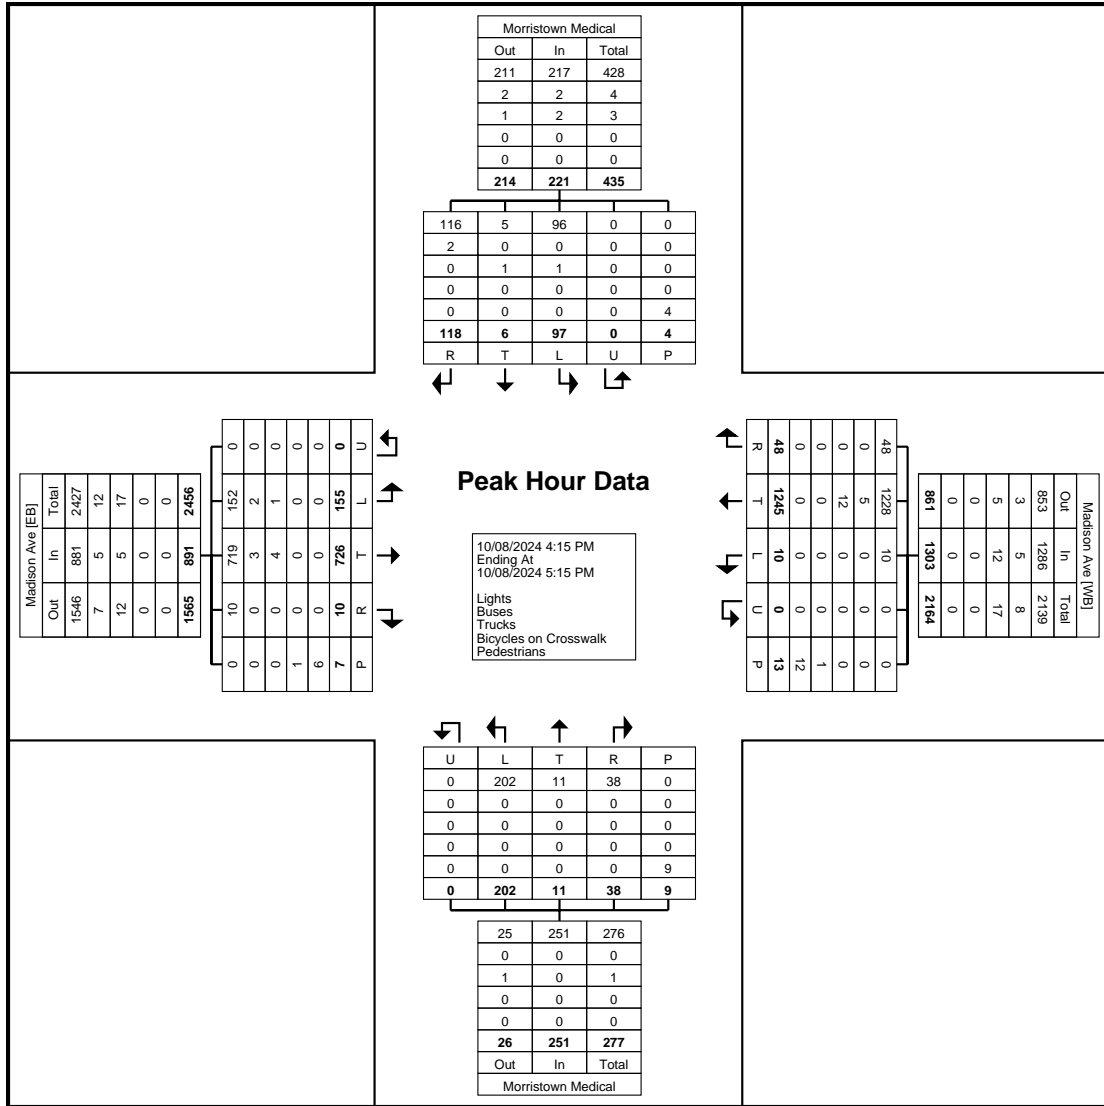 Morristown Medical
Out In Total
211 217 428
2 2 4
1 2 3
0 0 0
0 0 0
214 221 435
116 5 96 0 0
2 0 0 0 0
0 1 1 0 0
0 0 0 0 0
0 0 0 0 4
118 6 97 0 4
R T L U P
Madison Ave [EB]
Total In Out
2427 881 1546
12 5 7
17 5 12
0 0 0
0 0 0
2456 891 1565
0 152 719 10 0
0 2 3 0 0
0 1 4 0 0
0 0 0 0 1
0 0 0 0 6
0 155 726 10 7
U L T R P
Peak Hour Data
10/08/2024 4:15 PM
Ending At
10/08/2024 5:15 PM
Lights
Buses
Trucks
Bicycles on Crosswalk
Pedestrians
Madison Ave [WB]
Out In Total
853 1286 2139
3 5 8
5 12 17
0 0 0
0 0 0
861 1303 2164
48 1228 10 0 0
0 5 0 0 0
0 12 0 0 0
0 0 0 0 1
0 0 0 0 12
48 1245 10 0 13
R T L U P
U L T R P
0 202 11 38 0
0 0 0 0 0
0 0 0 0 0
0 0 0 0 0
0 0 0 0 9
0 202 11 38 9
25 251 276
0 0 0
1 0 1
0 0 0
0 0 0
26 251 277
Out In Total
Morristown Medical